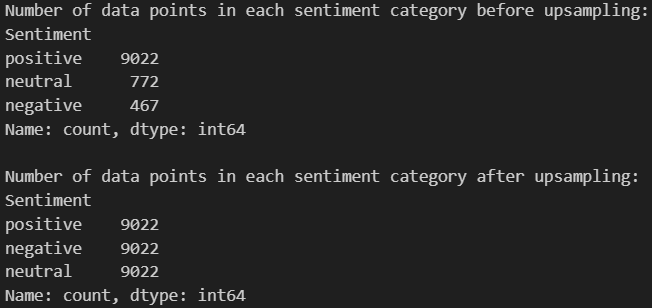 Number of data points in each sentiment category before upsampling:
Sentiment
positive    9022
neutral      772
negative     467
Name: count, dtype: int64

Number of data points in each sentiment category after upsampling:
Sentiment
positive    9022
negative    9022
neutral     9022
Name: count, dtype: int64